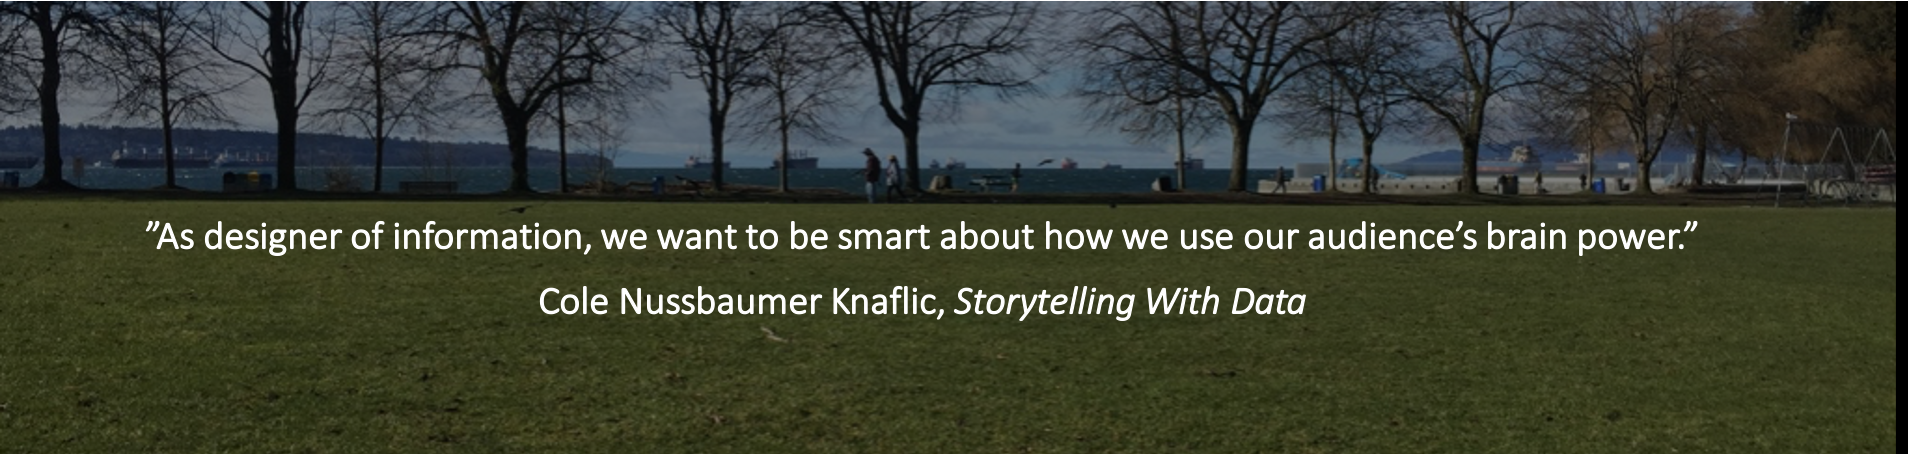 ”As designer of information, we want to be smart about how we use our audience’s brain power.”
Cole Nussbaumer Knaflic, Storytelling With Data